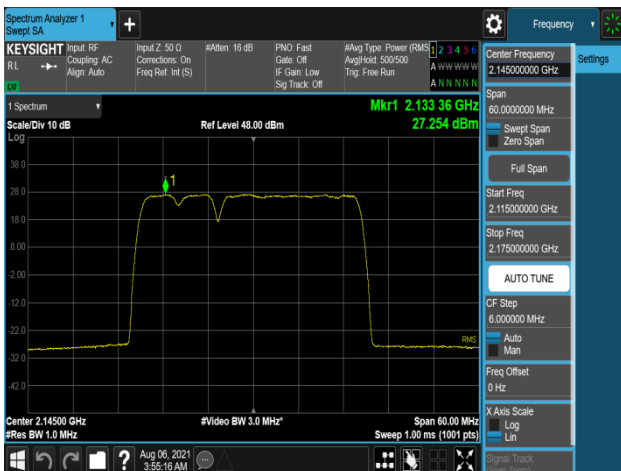 Spectrum Analyzer 1
Swept SA
Frequency
KEYSIGHT
RL
LXI
Input: RF
Coupling: AC
Align: Auto
Input Z: 50 Ω
Corrections: On
Freq Ref: Int (S)
#Atten: 16 dB
PNO: Fast
Gate: Off
IF Gain: Low
Sig Track: Off
#Avg Type: Power (RMS
Avg|Hold: 500/500
Trig: Free Run
1 2 3 4 5 6
A W W W W W
A N N N N N
1 Spectrum
Scale/Div 10 dB
Log
Ref Level 48.00 dBm
Mkr1 2.133 36 GHz
27.254 dBm
38.0
28.0
18.0
8.00
-2.00
-12.0
-22.0
-32.0
-42.0
1
RMS
Center 2.14500 GHz
#Res BW 1.0 MHz
#Video BW 3.0 MHz*
Span 60.00 MHz
Sweep 1.00 ms (1001 pts)
Aug 06, 2021
3:55:16 AM
Center Frequency
2.145000000 GHz
Settings
Span
60.0000000 MHz
Swept Span
Zero Span
Full Span
Start Freq
2.115000000 GHz
Stop Freq
2.175000000 GHz
AUTO TUNE
CF Step
6.000000 MHz
Auto
Man
Freq Offset
0 Hz
X Axis Scale
Log
Lin
Signal Track
(Span Zoom)